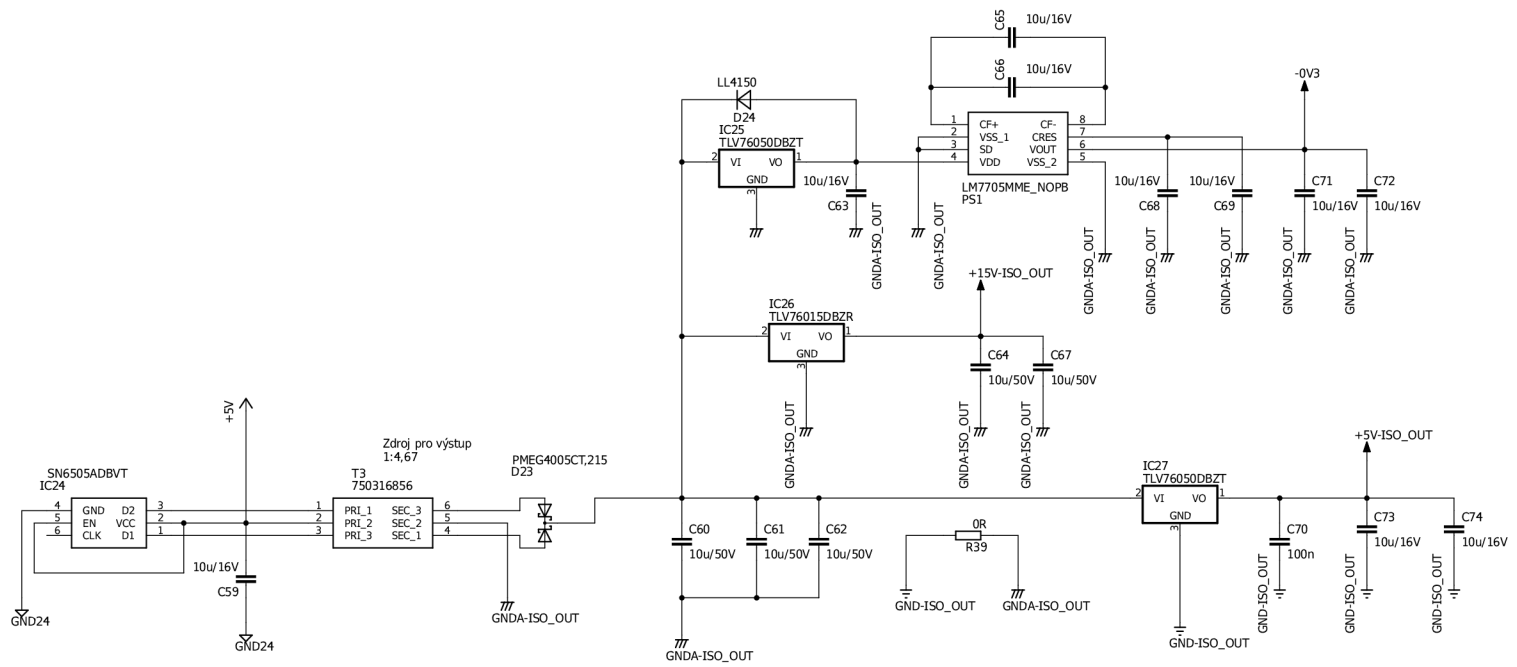 C65
10u/16V
C66
10u/16V
LL4150
D24
IC25
TLV76050DBZT
2
VI
VO
1
GND
3
10u/16V
C63
GNDA-ISO_OUT
1
CF+
CF-
8
2
VSS_1
CRES
7
3
SD
VOUT
6
4
VDD
VSS_2
5
LM7705MME_NOPB
PS1
GNDA-ISO_OUT
GNDA-ISO_OUT
10u/16V
C68
GNDA-ISO_OUT
10u/16V
C69
GNDA-ISO_OUT
-0V3
C71
10u/16V
GNDA-ISO_OUT
C72
10u/16V
GNDA-ISO_OUT
+15V-ISO_OUT
IC26
TLV76015DBZR
2
VI
VO
1
GND
3
GNDA-ISO_OUT
C64
10u/50V
GNDA-ISO_OUT
C67
10u/50V
GNDA-ISO_OUT
+5V
Zdroj pro výstup
1:4,67
SN6505ADBVT
IC24
4
GND
D2
3
5
EN
VCC
2
6
CLK
D1
1
GND24
10u/16V
C59
GND24
T3
750316856
1
PRI_1
SEC_3
6
2
PRI_2
SEC_2
5
3
PRI_3
SEC_1
4
PMEG4005CT,215
D23
GNDA-ISO_OUT
C60
10u/50V
C61
10u/50V
C62
10u/50V
GNDA-ISO_OUT
0R
R39
GND-ISO_OUT
GNDA-ISO_OUT
IC27
TLV76050DBZT
2
VI
VO
1
GND
3
GND-ISO_OUT
+5V-ISO_OUT
C70
100n
GND-ISO_OUT
C73
10u/16V
GND-ISO_OUT
C74
10u/16V
GND-ISO_OUT